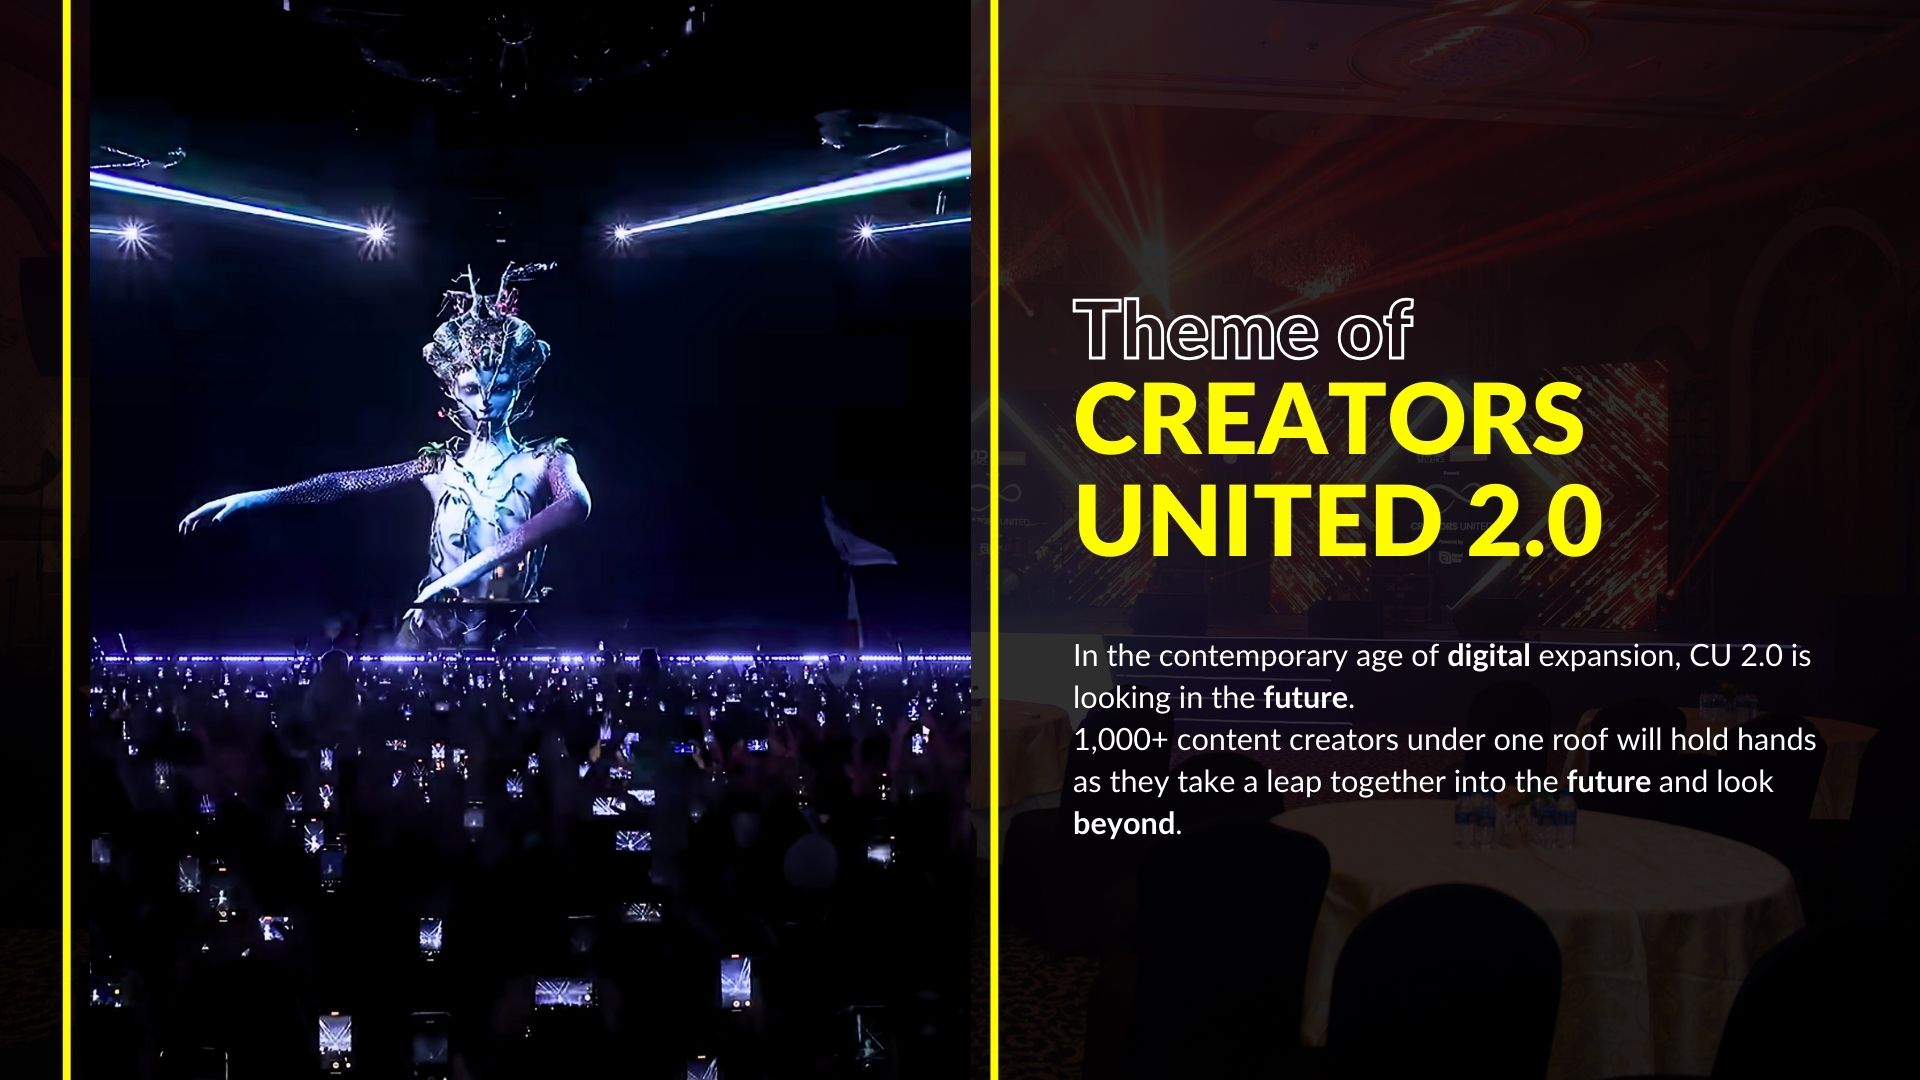 Theme of
CREATORS
UNITED 2.0
In the contemporary age of digital expansion, CU 2.0 is
looking in the future.
1,000+ content creators under one roof will hold hands
as they take a leap together into the future and look
beyond.